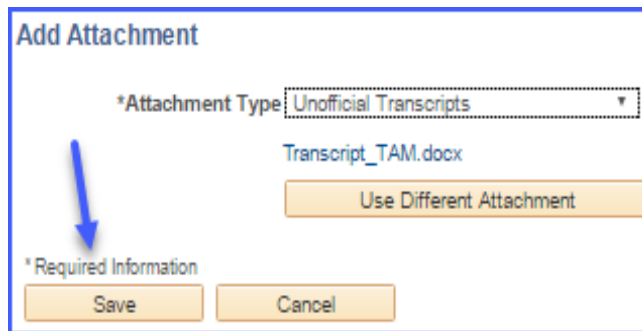 Add Attachment
*Attachment Type Unofficial Transcripts
Transcript_TAM.docx
Use Different Attachment
* Required Information
Save Cancel